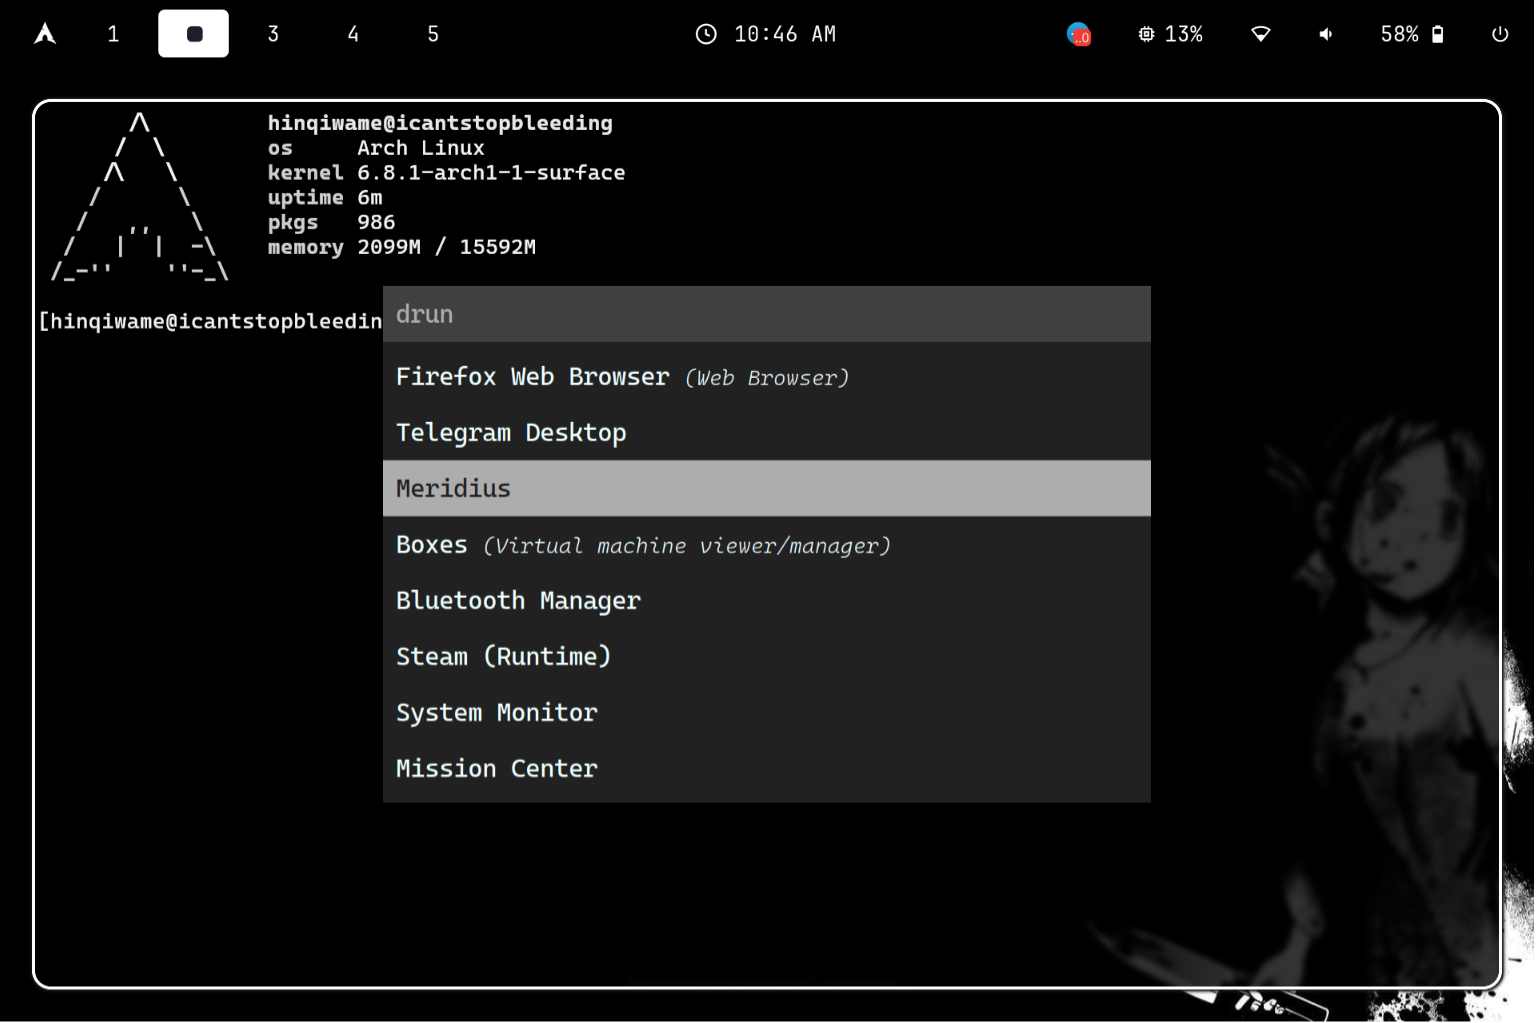 1 3 4 5 10:46 AM 13% 58%
hinqiwame@icantstopbleeding
os Arch Linux
kernel 6.8.1-arch1-1-surface
uptime 6m
pkgs 986
memory 2099M / 15592M
[hinqiwame@icantstopbleedin
drun
Firefox Web Browser (Web Browser)
Telegram Desktop
Meridius
Boxes (Virtual machine viewer/manager)
Bluetooth Manager
Steam (Runtime)
System Monitor
Mission Center